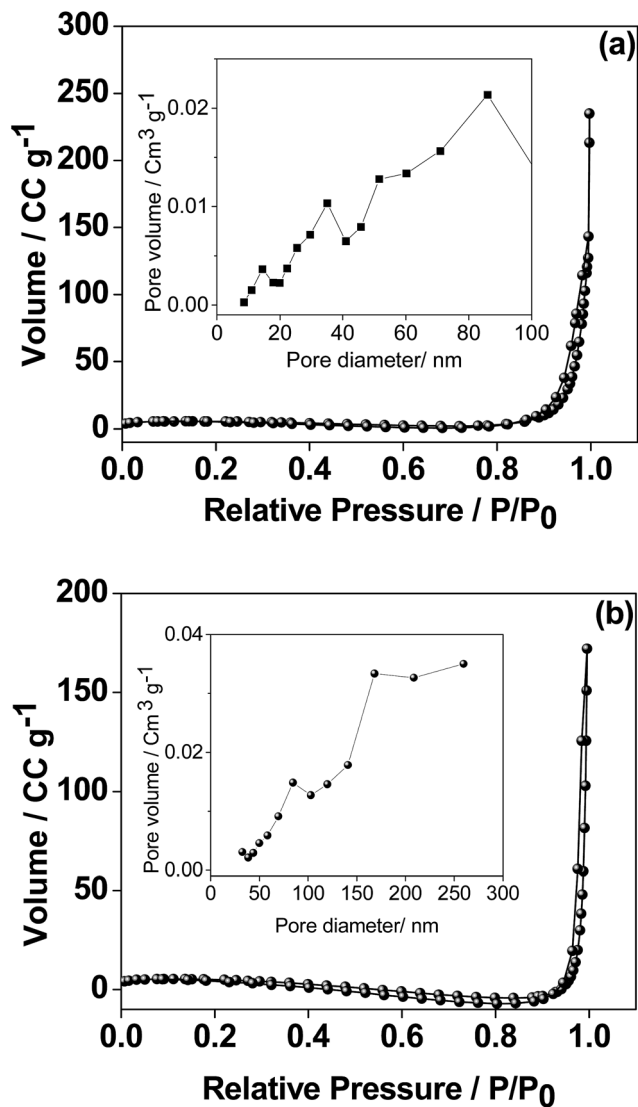 (a)
300
250
200
150
100
50
0
Volume / CC g-1
0.02
0.01
0.00
Pore volume / Cm3 g-1
20 40 60 80 100
Pore diameter/ nm
0.0 0.2 0.4 0.6 0.8 1.0
Relative Pressure / P/P0
(b)
200
150
100
50
0
Volume / CC g-1
0.04
0.02
0.00
Pore volume / Cm3 g-1
0 50 100 150 200 250 300
Pore diameter/ nm
0.0 0.2 0.4 0.6 0.8 1.0
Relative Pressure / P/P0